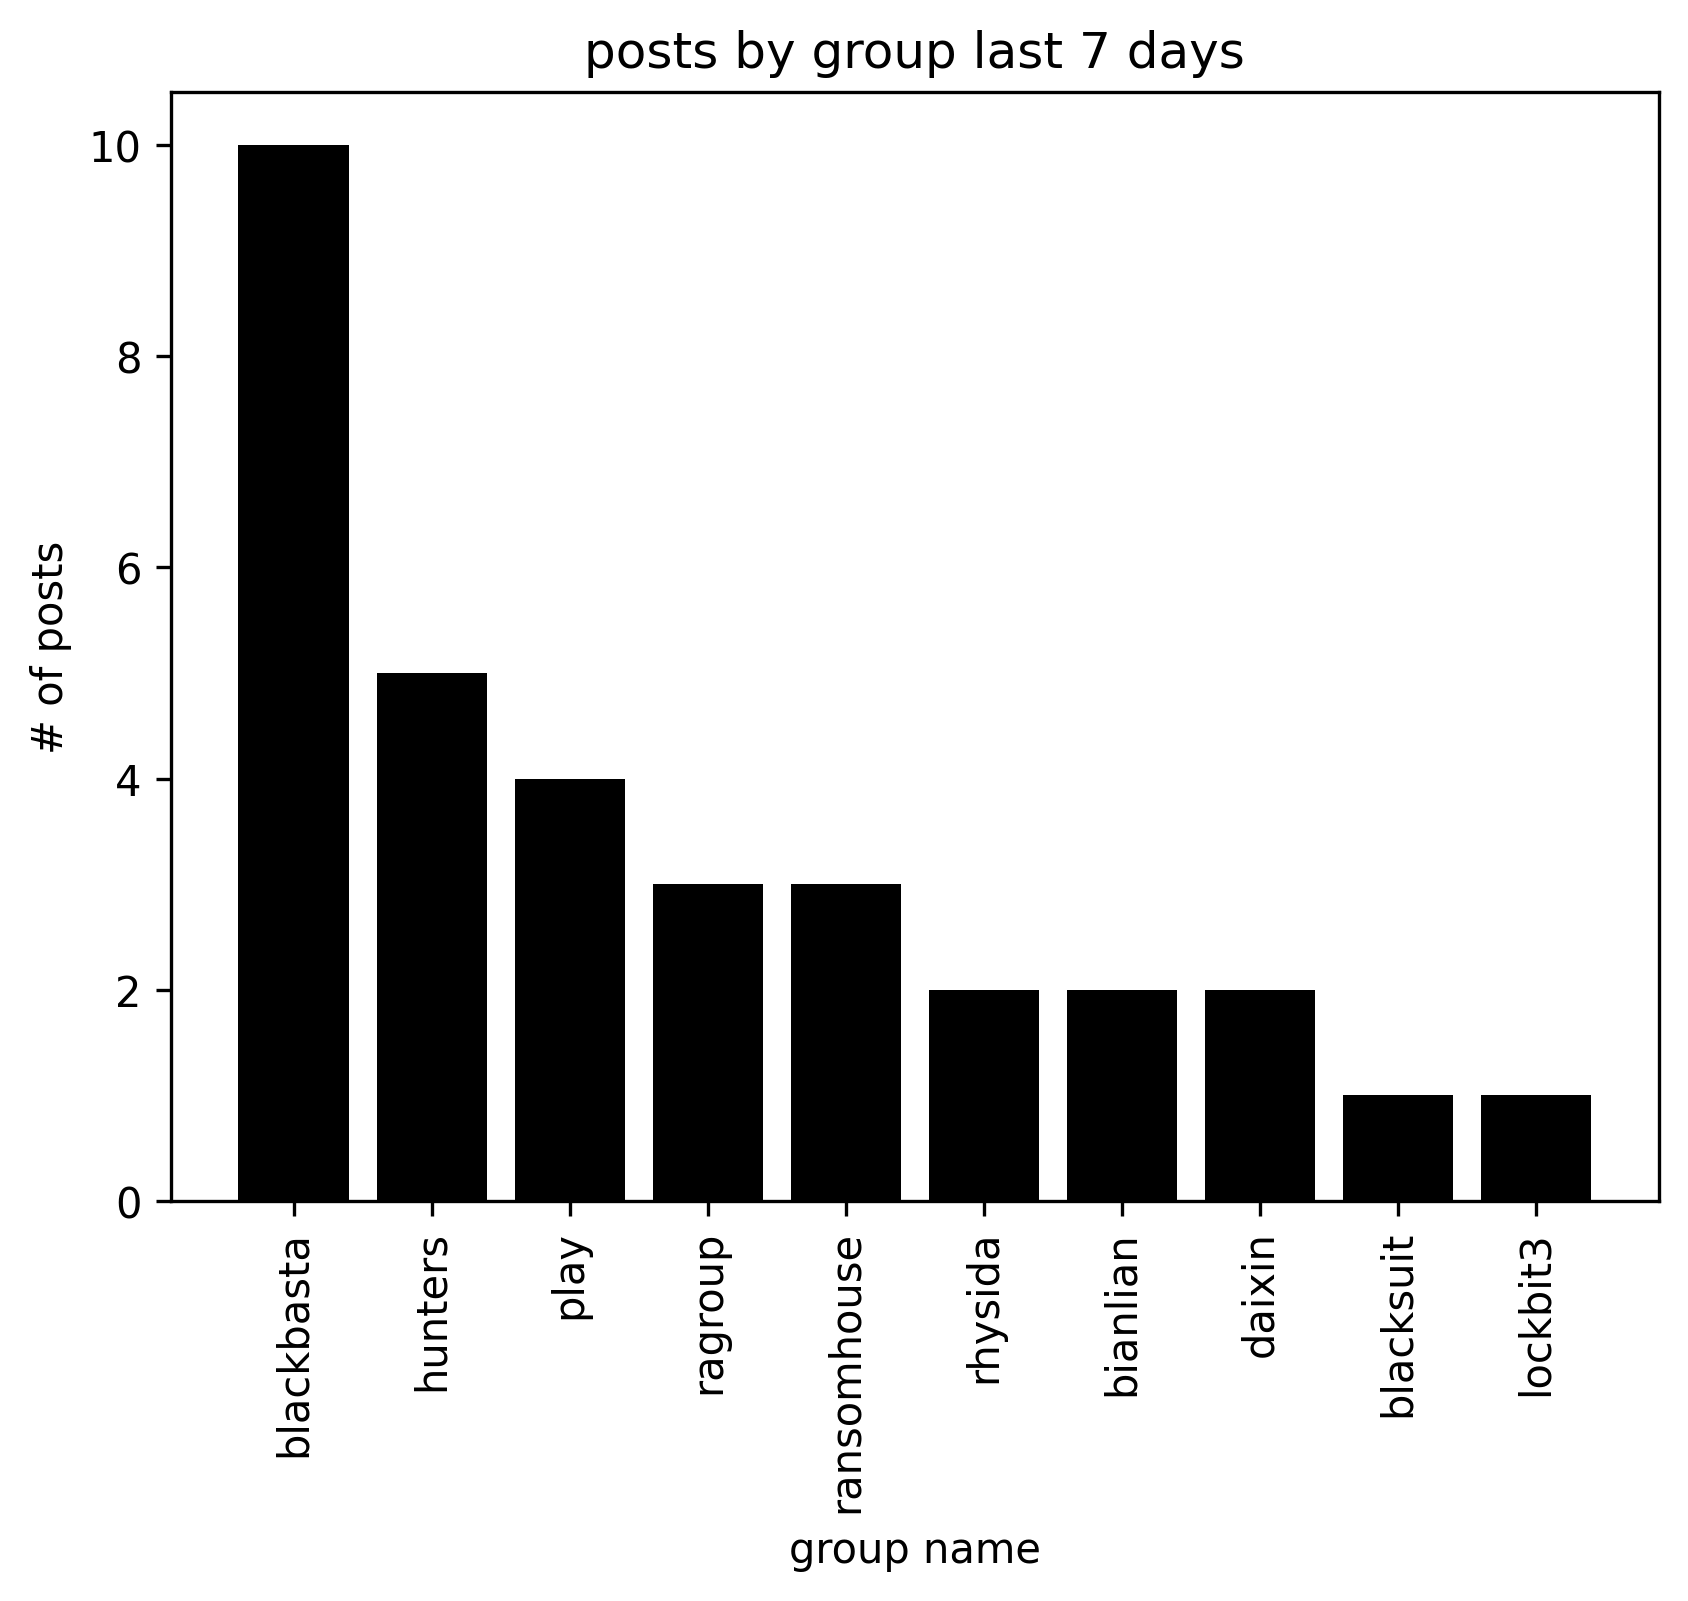 posts by group last 7 days
10
8
6
4
2
0
# of posts
blackbasta
hunters
play
ragroup
ransomhouse
rhysida
bianlian
daixin
blacksuit
lockbit3
group name